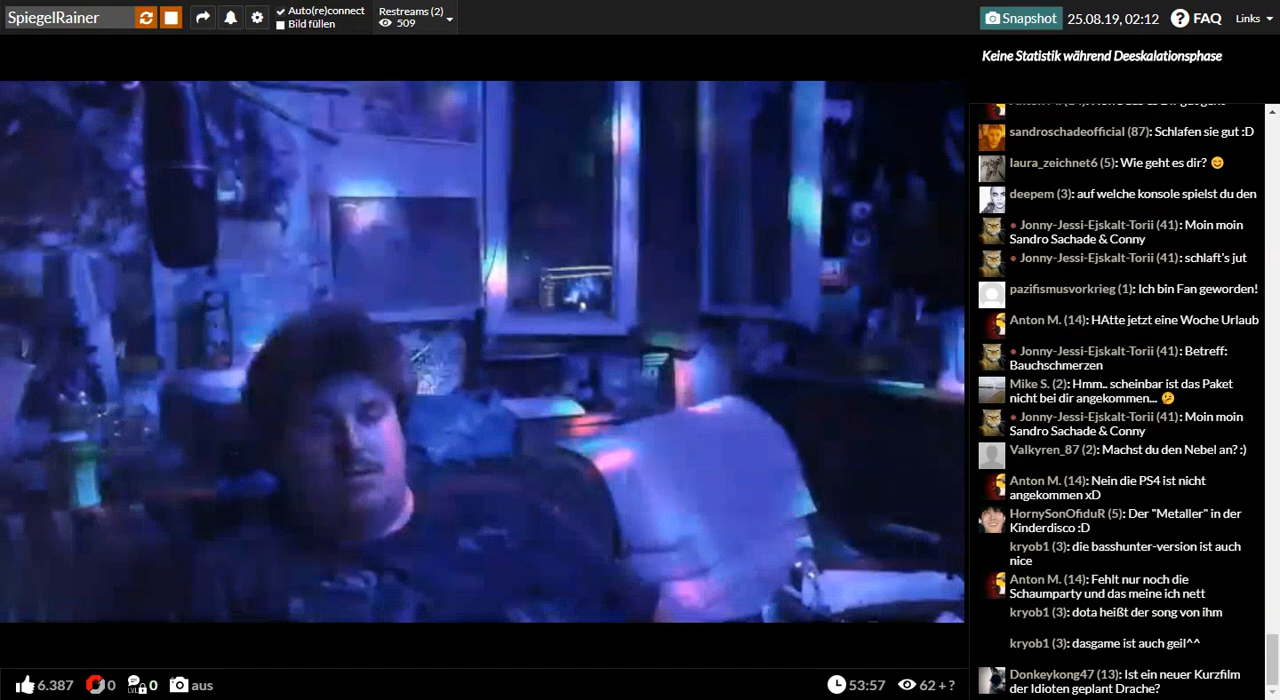 SpiegelRainer
Auto(re)connect
Bild füllen
Restreams (2)
509
Snapshot
25.08.19, 02:12
FAQ
Links
Keine Statistik während Deeskalationsphase
sandroschadeofficial (87): Schlafen sie gut :D
laura_zeichnet6 (5): Wie geht es dir? 😊
deepem (3): auf welche konsole spielst du den
Jonny-Jessi-Ejskalt-Torii (41): Moin moin
Sandro Sachade & Conny
Jonny-Jessi-Ejskalt-Torii (41): schlaft's jut
pazifismusvorkrieg (1): Ich bin Fan geworden!
Anton M. (14): HAtte jetzt eine Woche Urlaub
Jonny-Jessi-Ejskalt-Torii (41): Betreff:
Bauchschmerzen
Mike S. (2): Hmm.. scheinbar ist das Paket
nicht bei dir angekommen... 🤔
Jonny-Jessi-Ejskalt-Torii (41): Moin moin
Sandro Sachade & Conny
Valkyren_87 (2): Machst du den Nebel an? :)
Anton M. (14): Nein die PS4 ist nicht
angekommen xD
HornySonOfiduR (5): Der "Metaller" in der
Kinderdisco :D
kryob1 (3): die basshunter-version ist auch
nice
Anton M. (14): Fehlt nur noch die
Schaumparty und das meine ich nett
kryob1 (3): dota heißt der song von ihm
kryob1 (3): dasgame ist auch geil^^
Donkeykong47 (13): Ist ein neuer Kurzfilm
der Idioten geplant Drache?
6.387
0
LVL
0
aus
53:57
62 + ?